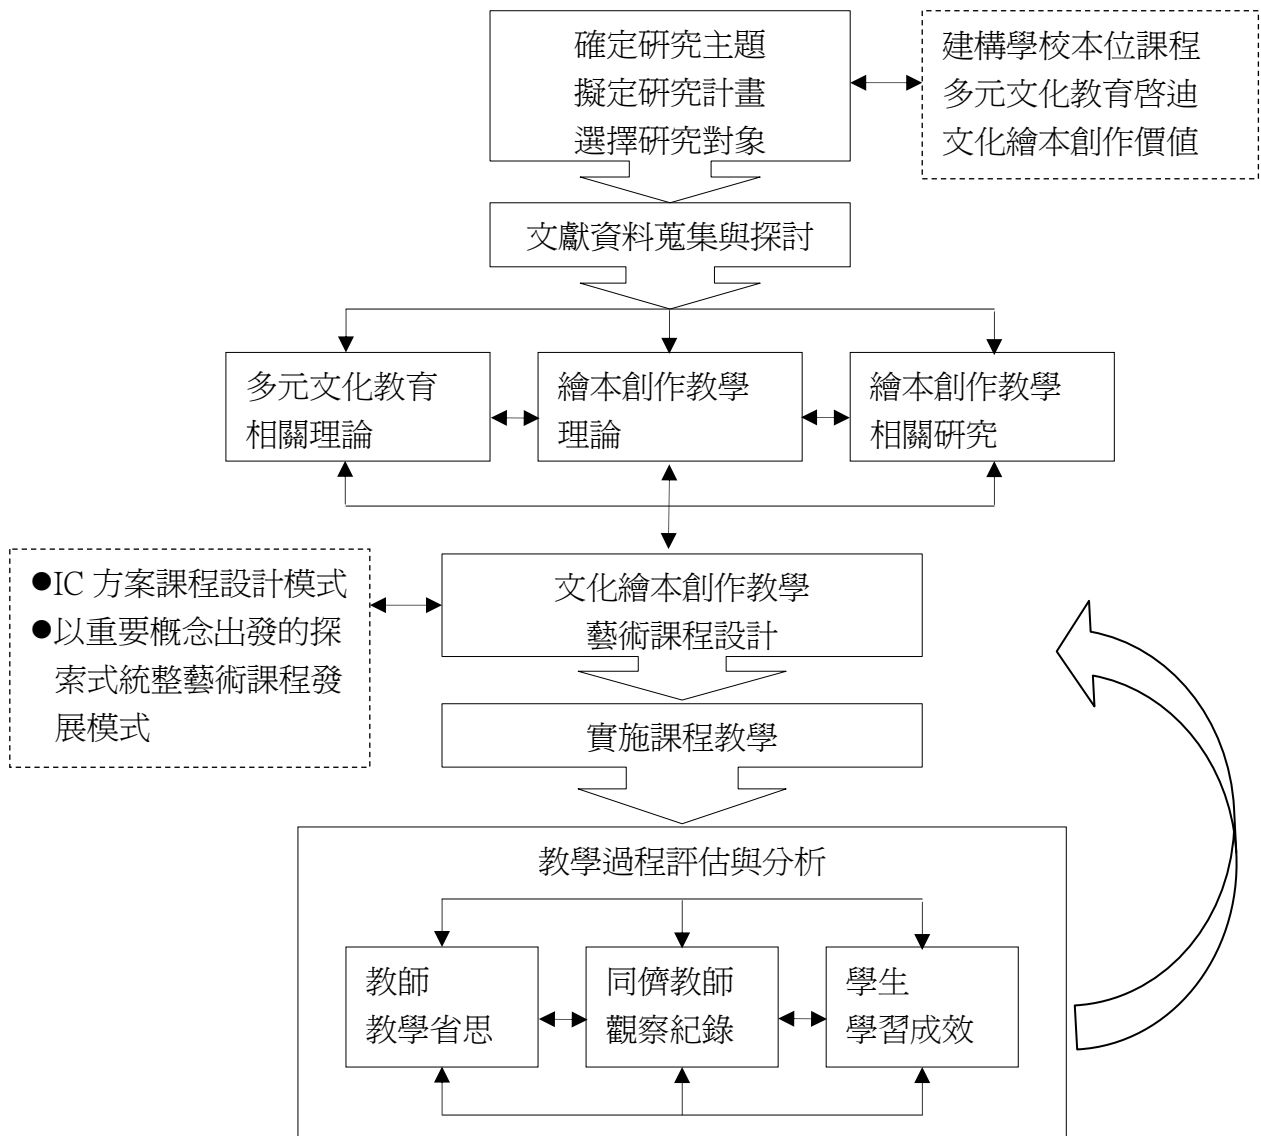 確定研究主題
擬定研究計畫
選擇研究對象
建構學校本位課程
多元文化教育啓迪
文化繪本創作價值
文獻資料蒐集與探討
多元文化教育
相關理論
繪本創作教學
理論
繪本創作教學
相關研究
●IC 方案課程設計模式
●以重要概念出發的探
索式統整藝術課程發
展模式
文化繪本創作教學
藝術課程設計
實施課程教學
教學過程評估與分析
教師
教學省思
同儕教師
觀察紀錄
學生
學習成效